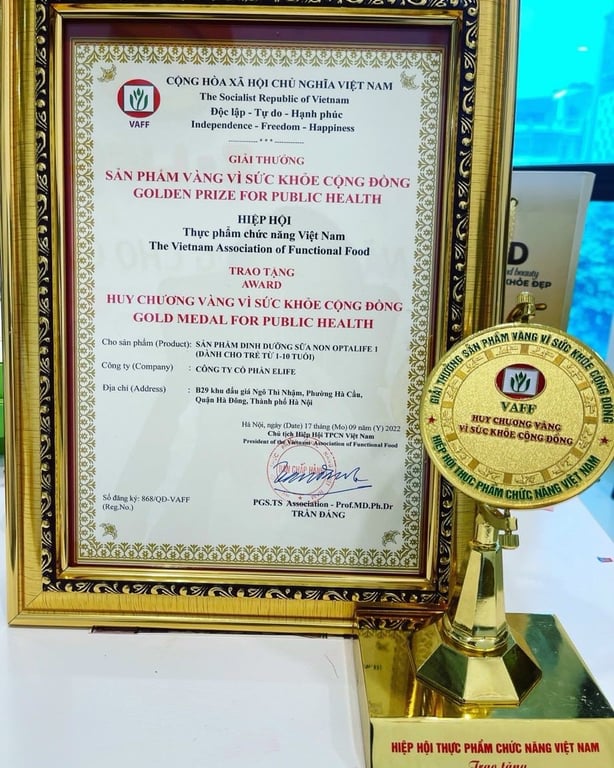 VAFF
CỘNG HÒA XÃ HỘI CHỦ NGHĨA VIỆT NAM
The Socialist Republic of Vietnam
Độc lập - Tự do - Hạnh phúc
Independence - Freedom - Happiness
GIẢI THƯỞNG
SẢN PHẨM VÀNG VÌ SỨC KHỎE CỘNG ĐỒNG
GOLDEN PRIZE FOR PUBLIC HEALTH
HIỆP HỘI
Thực phẩm chức năng Việt Nam
The Vietnam Association of Functional Food
TRAO TẶNG
AWARD
HUY CHƯƠNG VÀNG VÌ SỨC KHỎE CỘNG ĐỒNG
GOLD MEDAL FOR PUBLIC HEALTH
Cho sản phẩm (Product): SẢN PHẨM DINH DƯỠNG SỮA NON OPTALIFE 1
(DÀNH CHO TRẺ TỪ 1-10 TUỔI)
Công ty (Company) : CÔNG TY CỔ PHẦN ELIFE
Địa chỉ (Address) : B29 khu đấu giá Ngô Thì Nhậm, Phường Hà Cầu,
Quận Hà Đông, Thành phố Hà Nội
Hà Nội, ngày (Date) 17 tháng (Mo) 09 năm (Y) 2022
Chủ tịch Hiệp Hội TPCN Việt Nam
President of the Vietnam Association of Functional Food
BAN CHẤP HÀNH
Số đăng ký: 868/QĐ-VAFF
(Reg.No.)
PGS.TS Association - Prof.MD.Ph.Dr
TRẦN ĐÁNG
GIẢI THƯỞNG SẢN PHẨM VÀNG VÌ SỨC KHỎE CỘNG ĐỒNG
VAFF
HUY CHƯƠNG VÀNG
VÌ SỨC KHỎE CỘNG ĐỒNG
HIỆP HỘI THỰC PHẨM CHỨC NĂNG VIỆT NAM
HIỆP HỘI THỰC PHẨM CHỨC NĂNG VIỆT NAM
Trao tặng
D
nd beauty
KHỎE ĐẸP